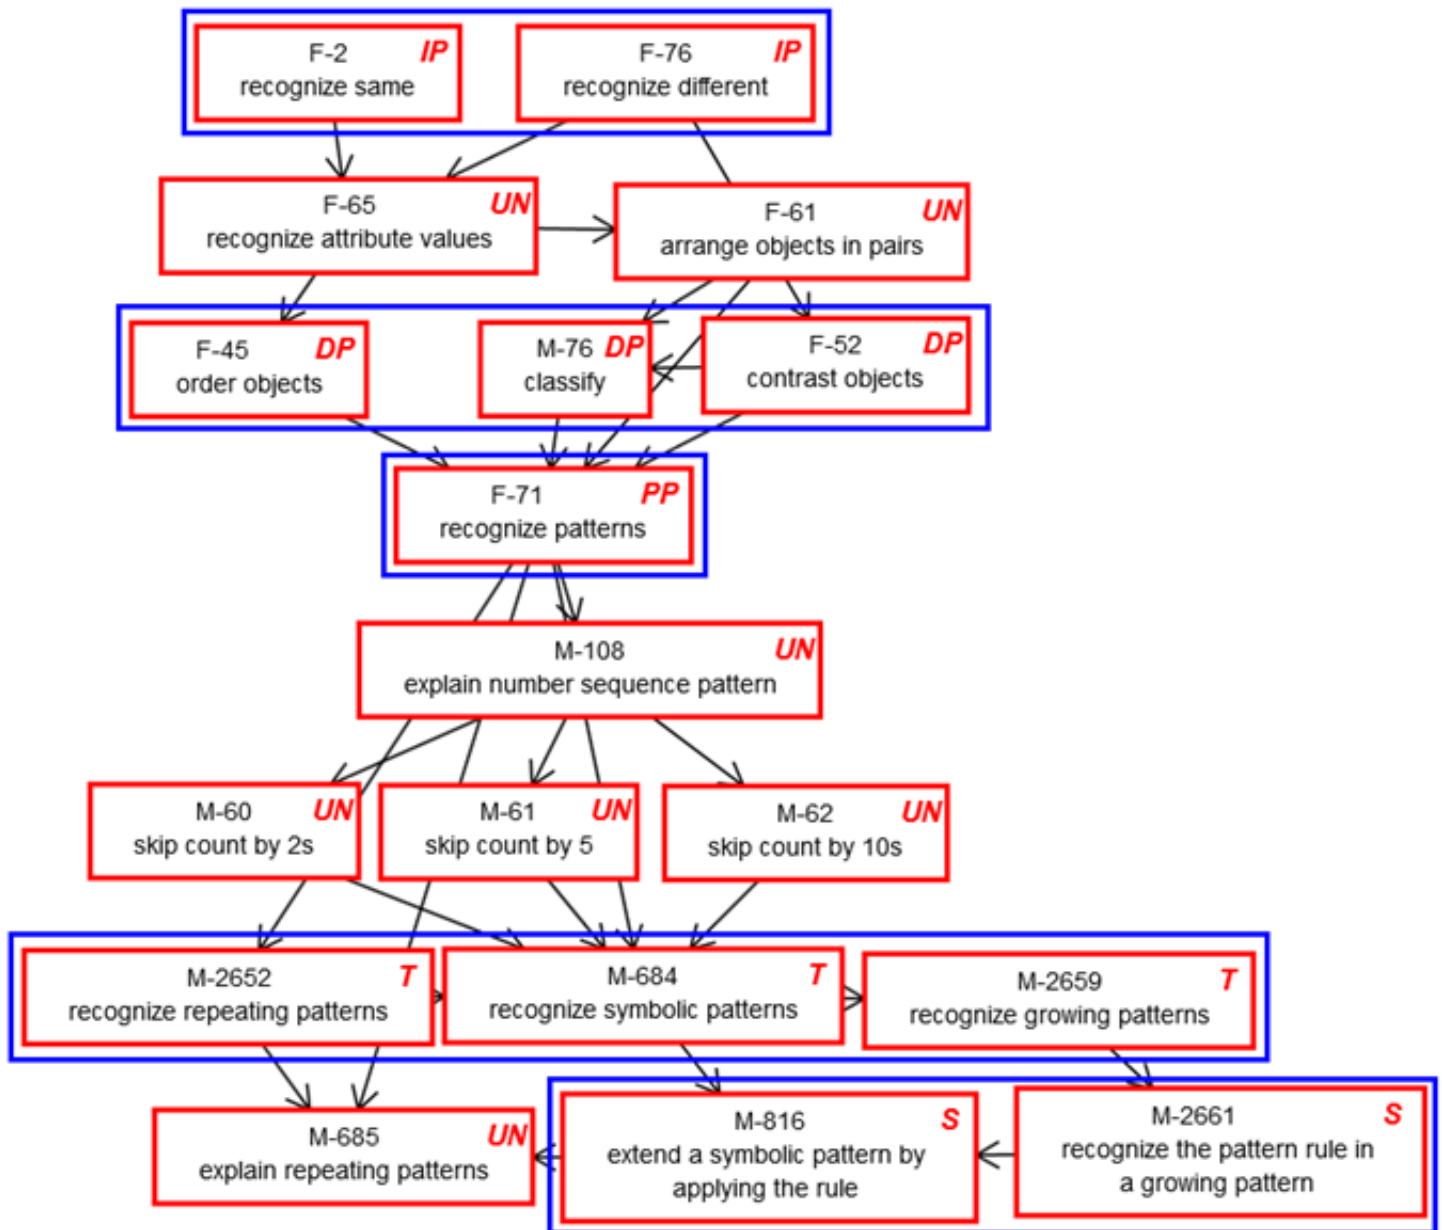 F-2 IP
recognize same
F-76 IP
recognize different
F-65 UN
recognize attribute values
F-61 UN
arrange objects in pairs
F-45 DP
order objects
M-76 DP
classify
F-52 DP
contrast objects
F-71 PP
recognize patterns
M-108 UN
explain number sequence pattern
M-60 UN
skip count by 2s
M-61 UN
skip count by 5
M-62 UN
skip count by 10s
M-2652 T
recognize repeating patterns
M-684 T
recognize symbolic patterns
M-2659 T
recognize growing patterns
M-685 UN
explain repeating patterns
M-816 S
extend a symbolic pattern by
applying the rule
M-2661 S
recognize the pattern rule in
a growing pattern